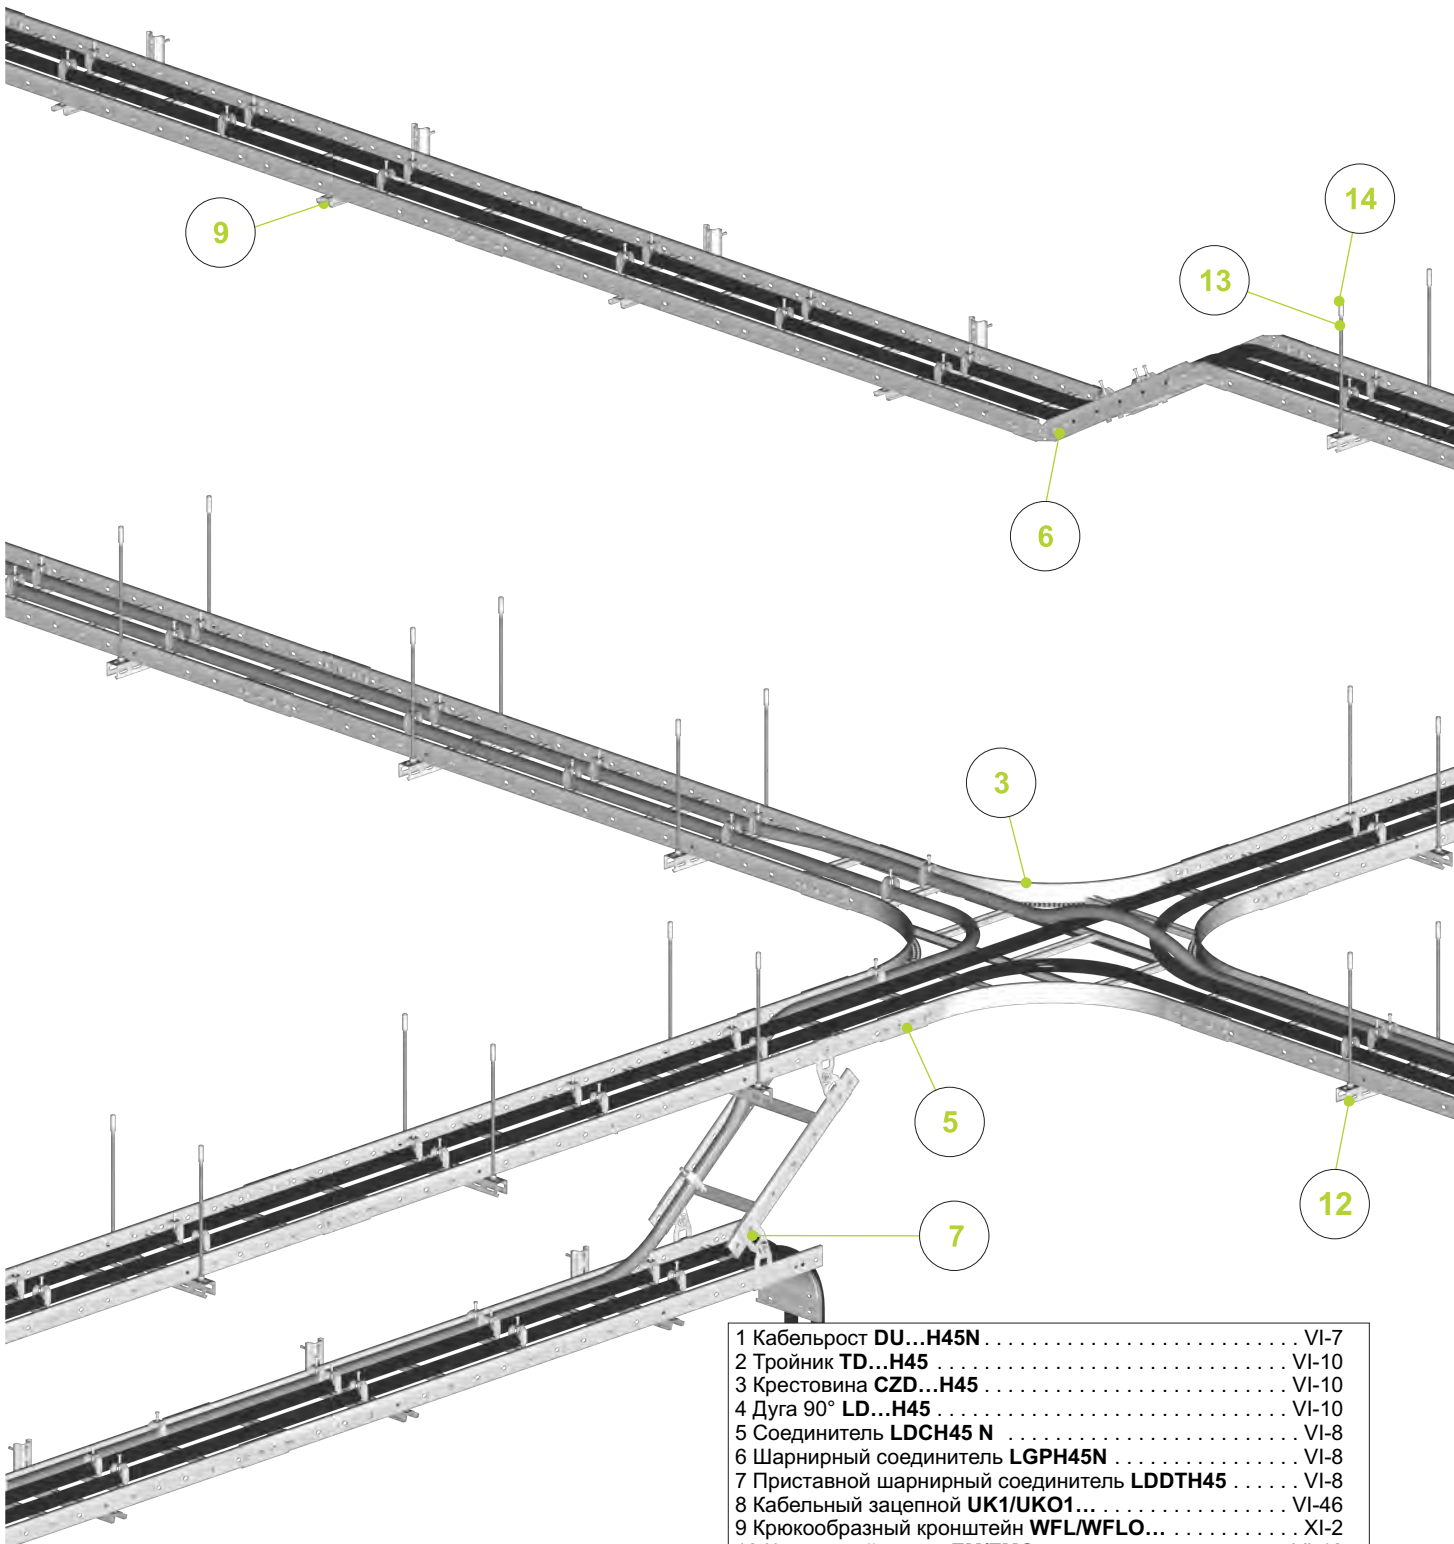 14
13
9
6
3
5
12
7
1 Кабельрост DU...H45N . . . . . . . . . . . . . . . . . . . . . . . . . . . VI-7
2 Тройник TD...H45 . . . . . . . . . . . . . . . . . . . . . . . . . . . . . . VI-10
3 Крестовина CZD...H45 . . . . . . . . . . . . . . . . . . . . . . . . . . VI-10
4 Дуга 90° LD...H45 . . . . . . . . . . . . . . . . . . . . . . . . . . . . . . VI-10
5 Соединитель LDCH45 N . . . . . . . . . . . . . . . . . . . . . . . . . VI-8
6 Шарнирный соединитель LGPH45N . . . . . . . . . . . . . . . . VI-8
7 Приставной шарнирный соединитель LDDTH45 . . . . . . VI-8
8 Кабельный зацепной UK1/UKO1... . . . . . . . . . . . . . . . . . VI-46
9 Крюкообразный кронштейн WFL/WFLO... . . . . . . . . . . . XI-2